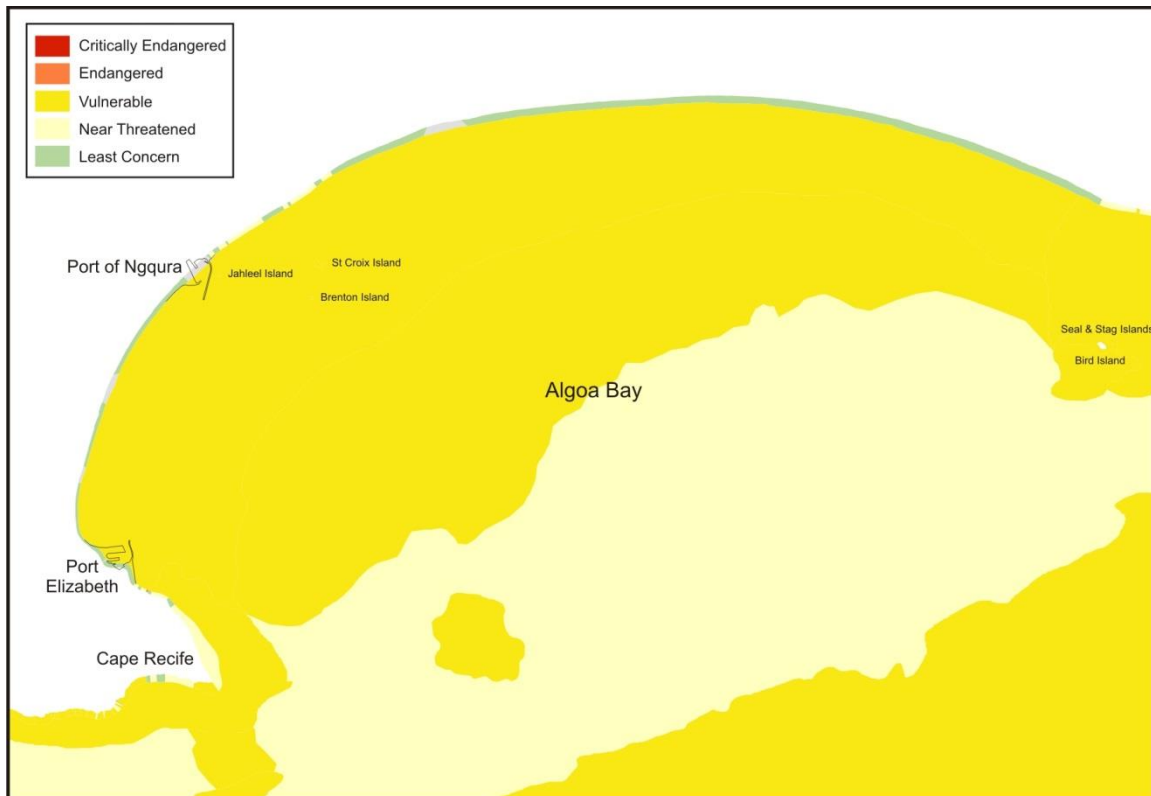 Critically Endangered
Endangered
Vulnerable
Near Threatened
Least Concern
Port of Ngqura
Jahleel Island
St Croix Island
Brenton Island
Seal & Stag Islands
Bird Island
Algoa Bay
Port
Elizabeth
Cape Recife